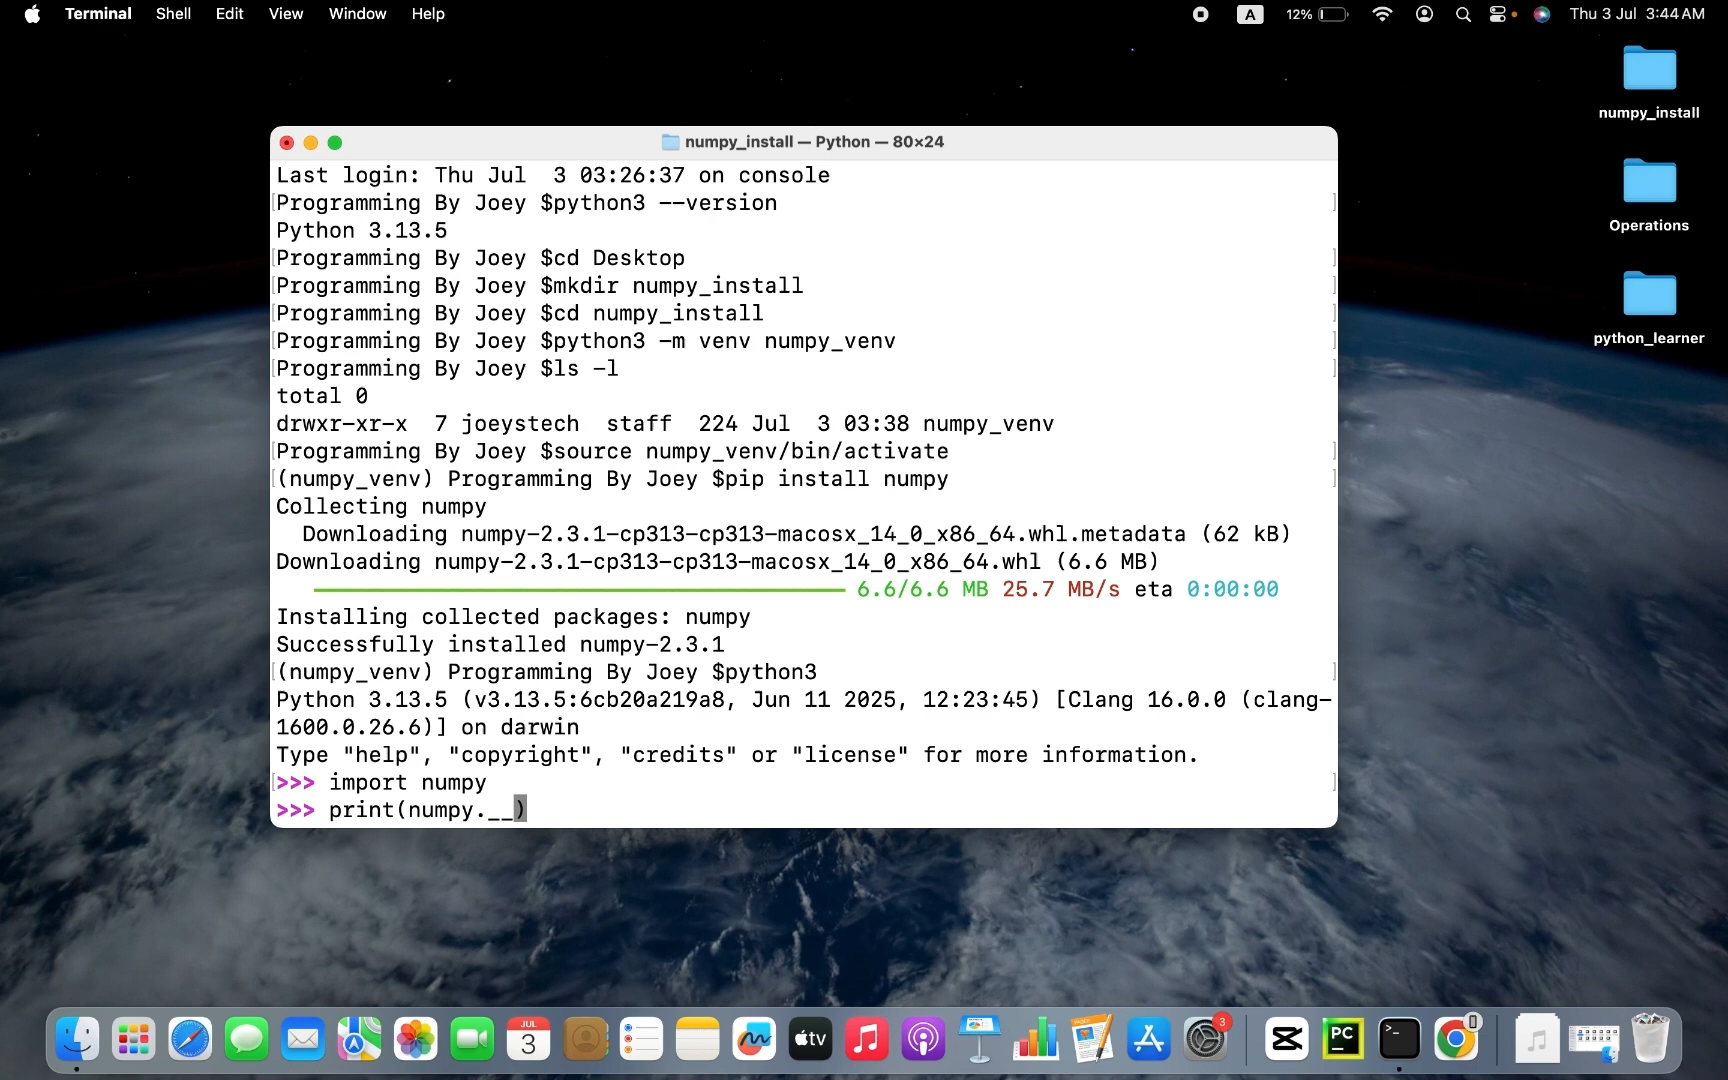 Terminal Shell Edit View Window Help A 12% Thu 3 Jul 3:44 AM
numpy_install
Operations
python_learner
numpy_install — Python — 80×24
Last login: Thu Jul  3 03:26:37 on console
[Programming By Joey $python3 --version ]
Python 3.13.5
[Programming By Joey $cd Desktop ]
[Programming By Joey $mkdir numpy_install ]
[Programming By Joey $cd numpy_install ]
[Programming By Joey $python3 -m venv numpy_venv ]
[Programming By Joey $ls -l ]
total 0
drwxr-xr-x  7 joeystech  staff  224 Jul  3 03:38 numpy_venv
[Programming By Joey $source numpy_venv/bin/activate ]
[(numpy_venv) Programming By Joey $pip install numpy ]
Collecting numpy
  Downloading numpy-2.3.1-cp313-cp313-macosx_14_0_x86_64.whl.metadata (62 kB)
Downloading numpy-2.3.1-cp313-cp313-macosx_14_0_x86_64.whl (6.6 MB)
6.6/6.6 MB 25.7 MB/s eta 0:00:00
Installing collected packages: numpy
Successfully installed numpy-2.3.1
[(numpy_venv) Programming By Joey $python3 ]
Python 3.13.5 (v3.13.5:6cb20a219a8, Jun 11 2025, 12:23:45) [Clang 16.0.0 (clang-
1600.0.26.6)] on darwin
Type "help", "copyright", "credits" or "license" for more information.
[>>> import numpy ]
>>> print(numpy.__)
JUL
3
tv
3
PC
>_